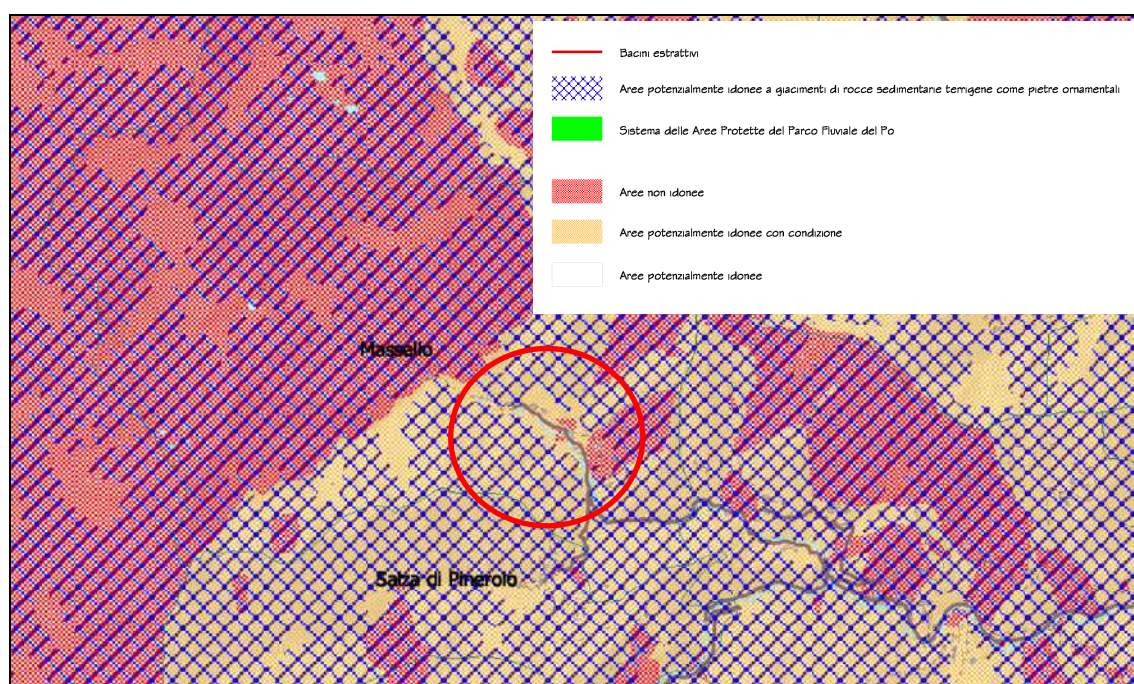 Bacini estrattivi
Aree potenzialmente idonee a giacimenti di rocce sedimentarie terrigene come pietre ornamentali
Sistema delle Aree Protette del Parco Fluviale del Po
Aree non idonee
Aree potenzialmente idonee con condizione
Aree potenzialmente idonee
Massello
Salza di Pinerolo